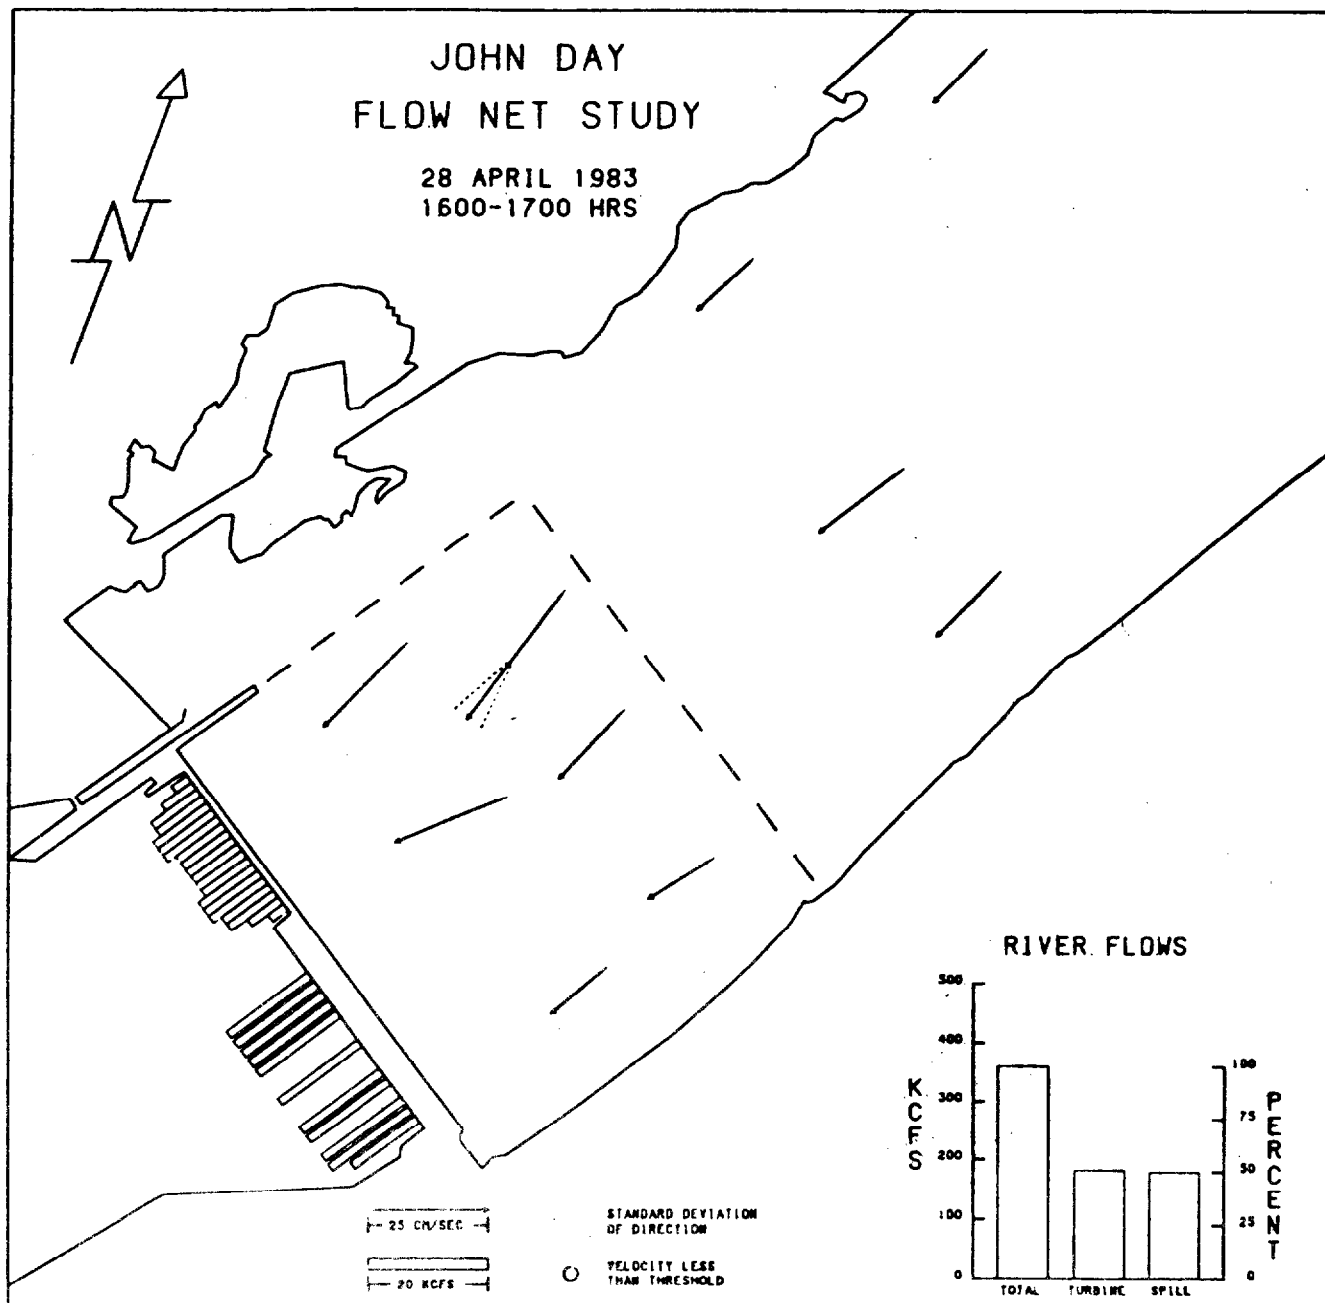 JOHN DAY
FLOW NET STUDY
28 APRIL 1983
1600-1700 HRS
N
RIVER FLOWS
KCFS
500
400
300
200
100
0
TOTAL
TURBINE
SPILL
100
75
50
25
0
PERCENT
25 CM/SEC
20 KCFS
STANDARD DEVIATION
OF DIRECTION
VELOCITY LESS
THAN THRESHOLD